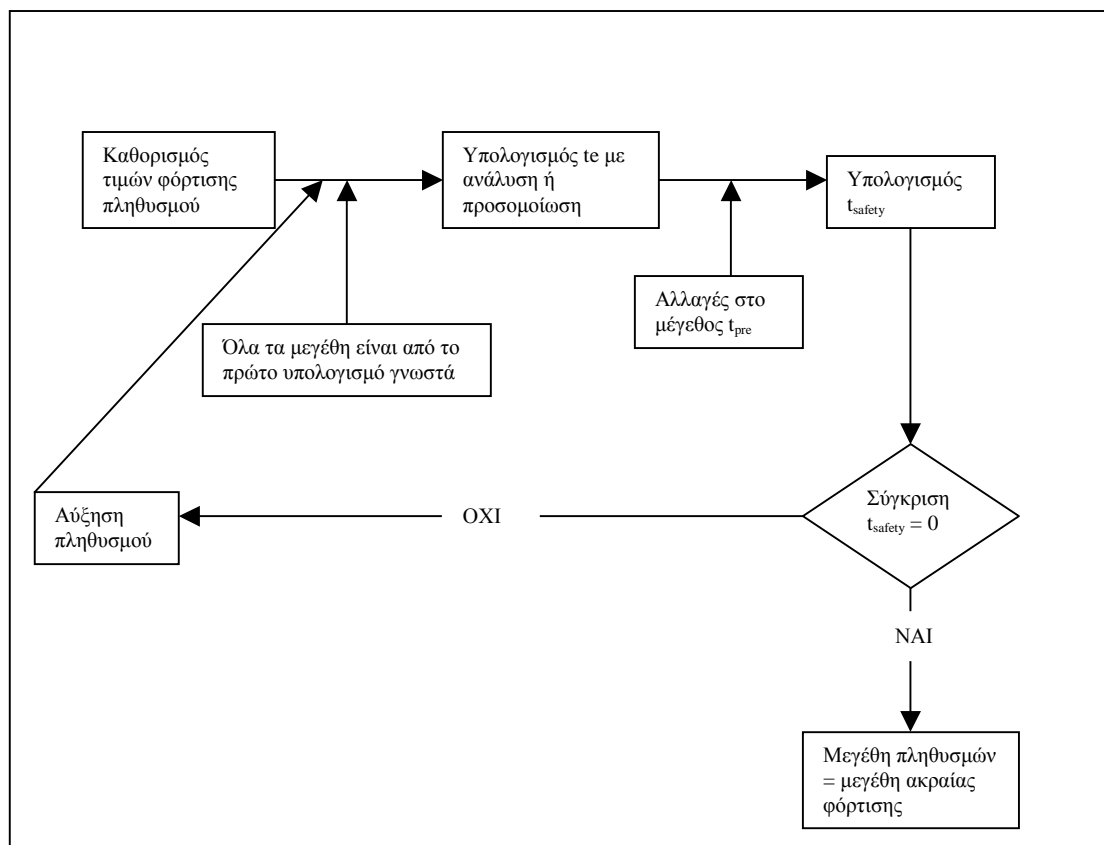 Καθορισμός
τιμών φόρτισης
πληθυσμού
Υπολογισμός te με
ανάλυση ή
προσομοίωση
Υπολογισμός
tsafety
Αλλαγές στο
μέγεθος tpre
Όλα τα μεγέθη είναι από το
πρώτο υπολογισμό γνωστά
Σύγκριση
tsafety = 0
ΟΧΙ
Αύξηση
πληθυσμού
ΝΑΙ
Μεγέθη πληθυσμών
= μεγέθη ακραίας
φόρτισης